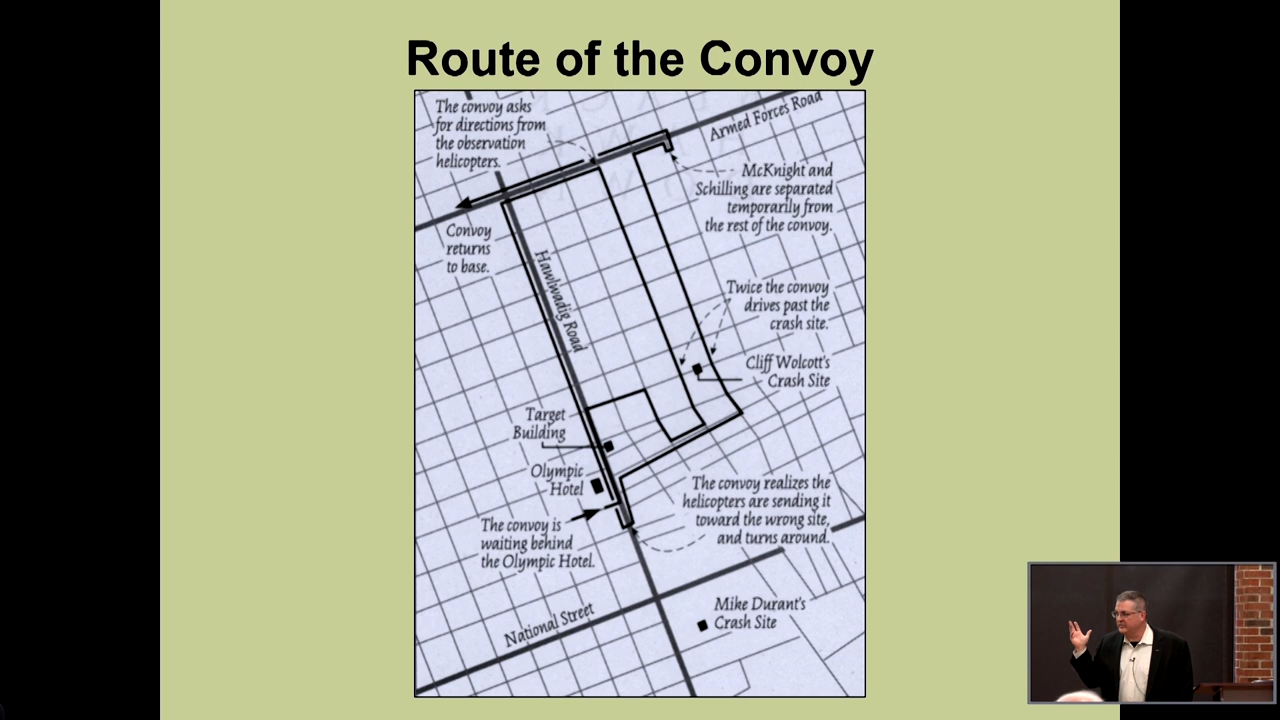 Route of the Convoy
The convoy asks
for directions from
the observation
helicopters.
Armed Forces Road
McKnight and
Schilling are separated
temporarily from
the rest of the convoy.
Convoy
returns
to base.
Hawlwadig Road
Twice the convoy
drives past the
crash site.
Cliff Wolcott's
Crash Site
Target
Building
Olympic
Hotel
The convoy realizes the
helicopters are sending it
toward the wrong site,
and turns around.
The convoy is
waiting behind
the Olympic Hotel.
National Street
Mike Durant's
Crash Site